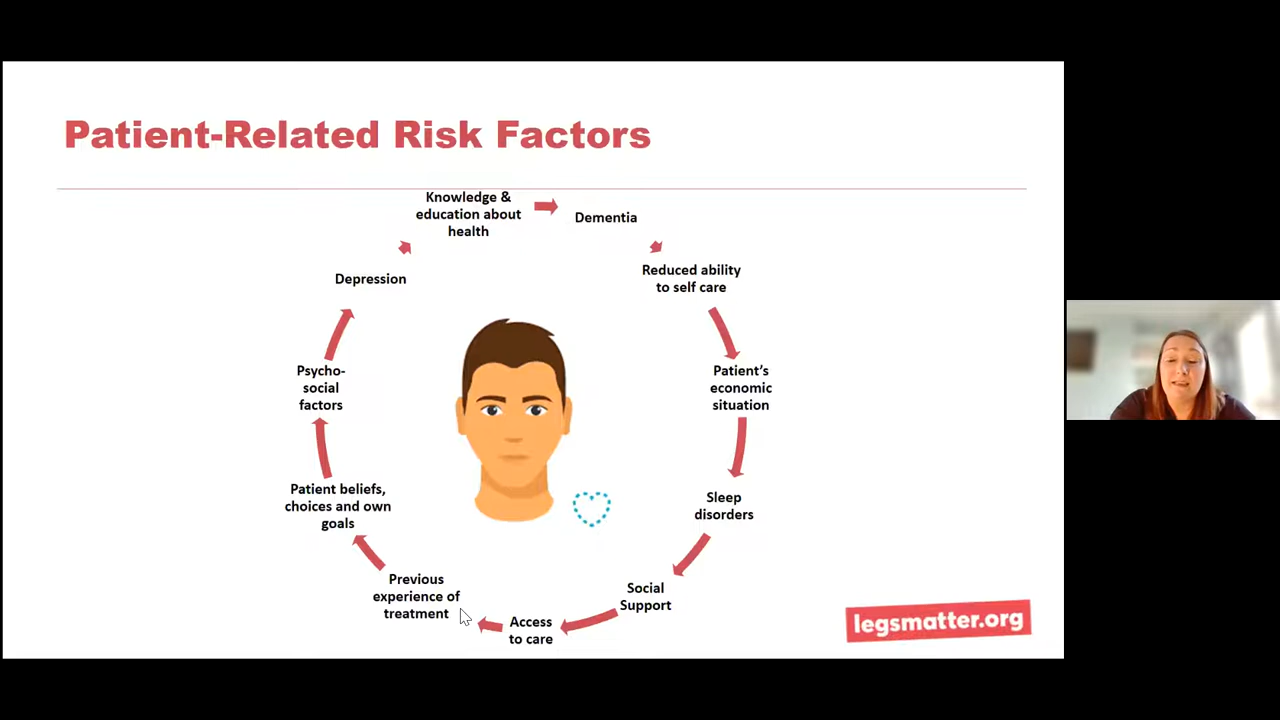 Patient-Related Risk Factors
Knowledge &
education about
health
Dementia
Reduced ability
to self care
Patient's
economic
situation
Sleep
disorders
Social
Support
Access
to care
Previous
experience of
treatment
Patient beliefs,
choices and own
goals
Psycho-
social
factors
Depression
legsmatter.org